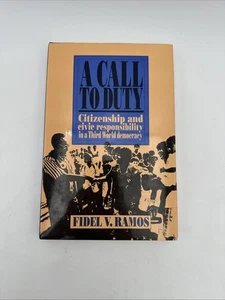 A CALL
TO DUTY
Citizenship and
civic responsibility
in a Third World democracy
FIDEL V. RAMOS